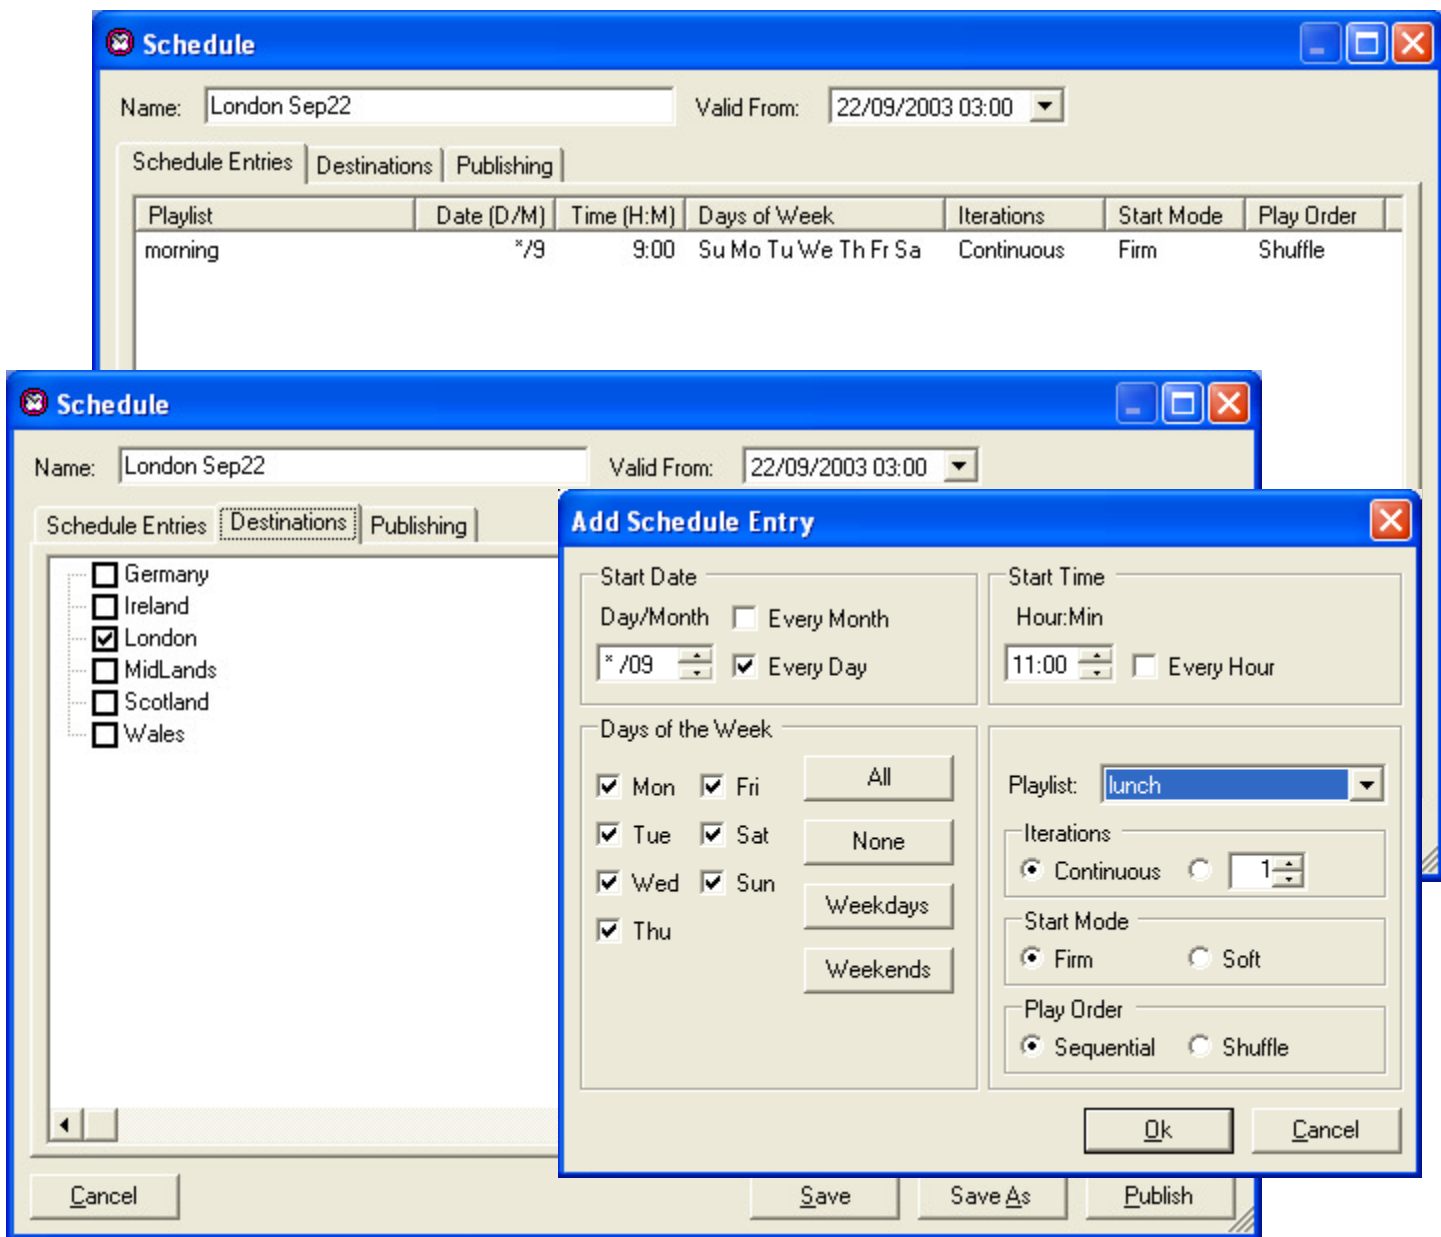 Schedule
Name: London Sep22 Valid From: 22/09/2003 03:00
Schedule Entries Destinations Publishing
Playlist Date (D/M) Time (H:M) Days of Week Iterations Start Mode Play Order
morning */9 9:00 Su Mo Tu We Th Fr Sa Continuous Firm Shuffle
Schedule
Name: London Sep22 Valid From: 22/09/2003 03:00
Schedule Entries Destinations Publishing
Germany
Ireland
London
MidLands
Scotland
Wales
Cancel Save Save As Publish
Add Schedule Entry
Start Date
Day/Month Every Month
* /09 Every Day
Start Time
Hour:Min
11:00 Every Hour
Days of the Week
Mon Fri All
Tue Sat None
Wed Sun Weekdays
Thu Weekends
Playlist: lunch
Iterations
Continuous 1
Start Mode
Firm Soft
Play Order
Sequential Shuffle
Ok Cancel